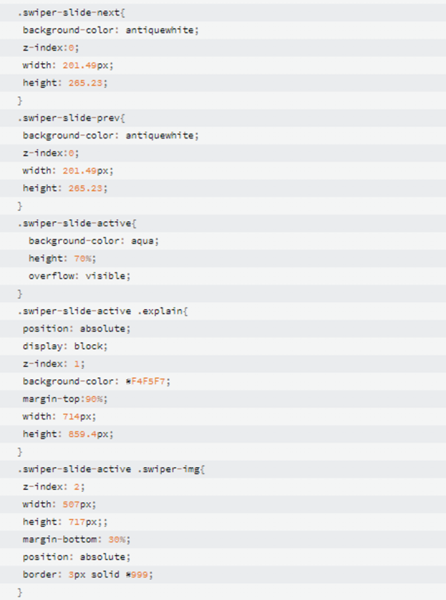 .swiper-slide-next{
background-color: antiquewhite;
z-index:0;
width: 201.49px;
height: 265.23;
}
.swiper-slide-prev{
background-color: antiquewhite;
z-index:0;
width: 201.49px;
height: 265.23;
}
.swiper-slide-active{
background-color: aqua;
height: 70%;
overflow: visible;
}
.swiper-slide-active .explain{
position: absolute;
display: block;
z-index: 1;
background-color: #F4F5F7;
margin-top:90%;
width: 714px;
height: 859.4px;
}
.swiper-slide-active .swiper-img{
z-index: 2;
width: 507px;
height: 717px;;
margin-bottom: 30%;
position: absolute;
border: 3px solid #999;
}